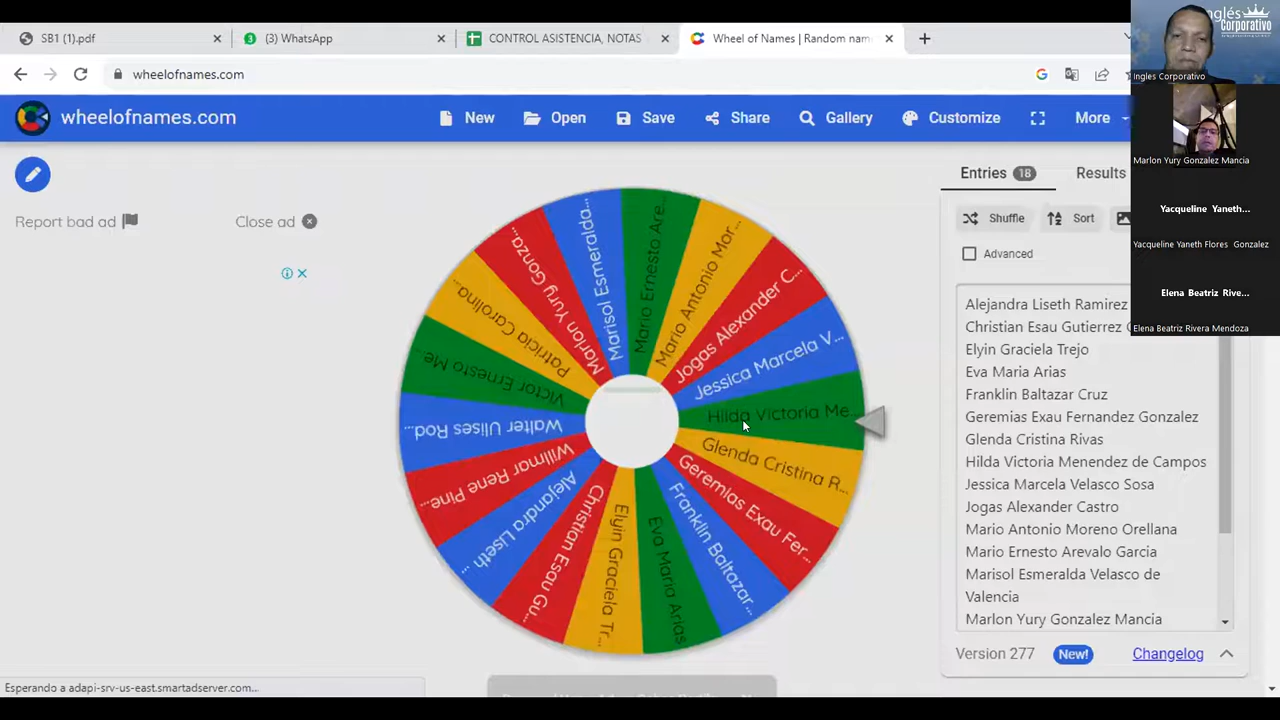 SB1 (1).pdf
(3) WhatsApp
CONTROL ASISTENCIA, NOTAS
Wheel of Names | Random nam
wheelofnames.com
wheelofnames.com
New
Open
Save
Share
Gallery
Customize
More
Report bad ad
Close ad
Entries 18
Results
Shuffle
Sort
Advanced
Alejandra Liseth Ramirez
Christian Esau Gutierrez
Elyin Graciela Trejo
Eva Maria Arias
Franklin Baltazar Cruz
Geremias Exau Fernandez Gonzalez
Glenda Cristina Rivas
Hilda Victoria Menendez de Campos
Jessica Marcela Velasco Sosa
Jogas Alexander Castro
Mario Antonio Moreno Orellana
Mario Ernesto Arevalo Garcia
Marisol Esmeralda Velasco de
Valencia
Marlon Yury Gonzalez Mancia
Version 277
New!
Changelog
Marisol Esmeralda...
Mario Ernesto Are...
Mario Antonio Mor...
Jogas Alexander C...
Jessica Marcela V...
Hilda Victoria Me...
Glenda Cristina R...
Geremias Exau Fer...
Franklin Baltazar...
Eva Maria Arias
Elyin Graciela Tr...
Christian Esau Gu...
Alejandra Liseth ...
Willmar Rene Pine...
Walter Ulises Rod...
Victor Ernesto Me...
Patricia Carolina...
Marlon Yury Gonza...
Esperando a adapi-srv-us-east.smartadserver.com...
Inglés
Corporativo
Ingles Corporativo
Marlon Yury Gonzalez Mancia
Yacqueline Yaneth...
Yacqueline Yaneth Flores Gonzalez
Elena Beatriz Rive...
Elena Beatriz Rivera Mendoza